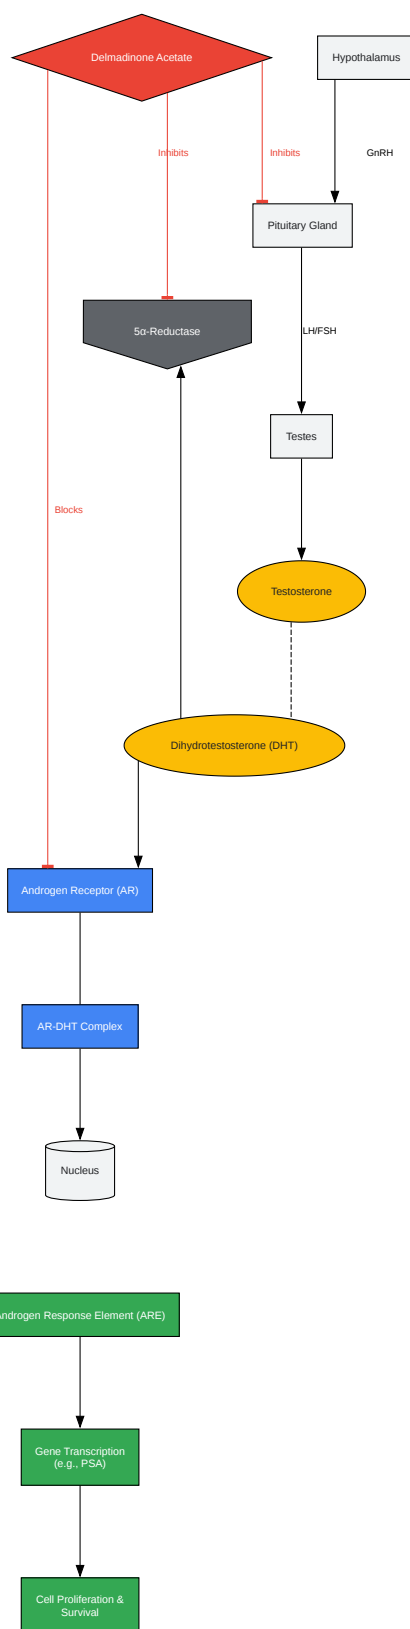 Delmadinone Acetate
Hypothalamus
Inhibits
Inhibits
GnRH
Pituitary Gland
5α-Reductase
LH/FSH
Testes
Blocks
Testosterone
Dihydrotestosterone (DHT)
Androgen Receptor (AR)
AR-DHT Complex
Nucleus
Androgen Response Element (ARE)
Gene Transcription
(e.g., PSA)
Cell Proliferation &
Survival